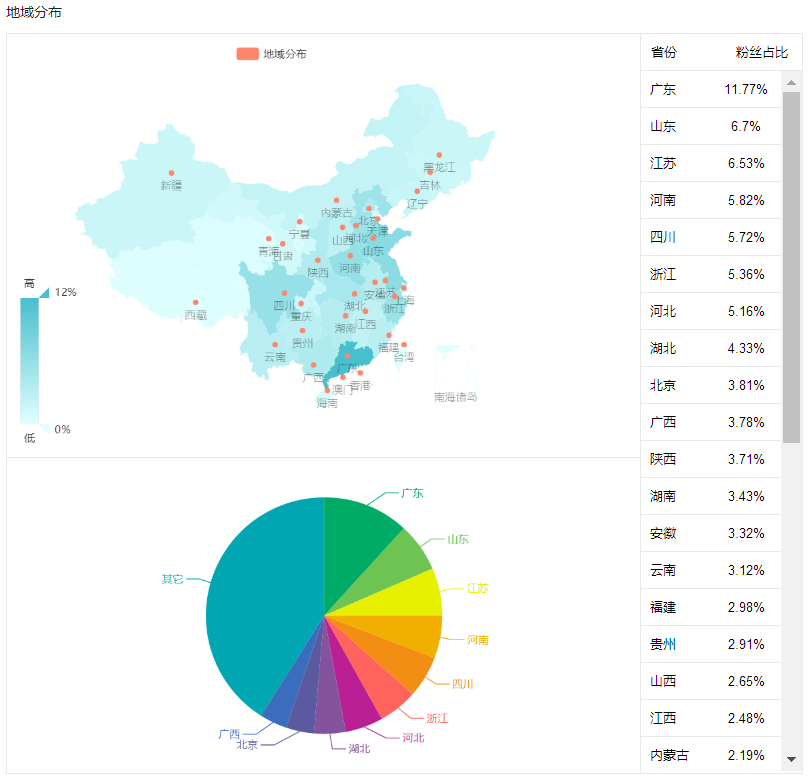 地域分布
地域分布
黑龙江
吉林
新疆
辽宁
内蒙古
北京
宁夏
天津
山西
河北
山东
青海
甘肃
陕西
河南
高
12%
四川
安徽
江苏
上海
西藏
重庆
湖北
浙江
湖南
江西
贵州
福建
云南
台湾
广东
广西
香港
澳门
海南
南海诸岛
0%
低
广东
山东
其它
江苏
河南
四川
浙江
广西
河北
北京
湖北
省份 粉丝占比
广东 11.77%
山东 6.7%
江苏 6.53%
河南 5.82%
四川 5.72%
浙江 5.36%
河北 5.16%
湖北 4.33%
北京 3.81%
广西 3.78%
陕西 3.71%
湖南 3.43%
安徽 3.32%
云南 3.12%
福建 2.98%
贵州 2.91%
山西 2.65%
江西 2.48%
内蒙古 2.19%